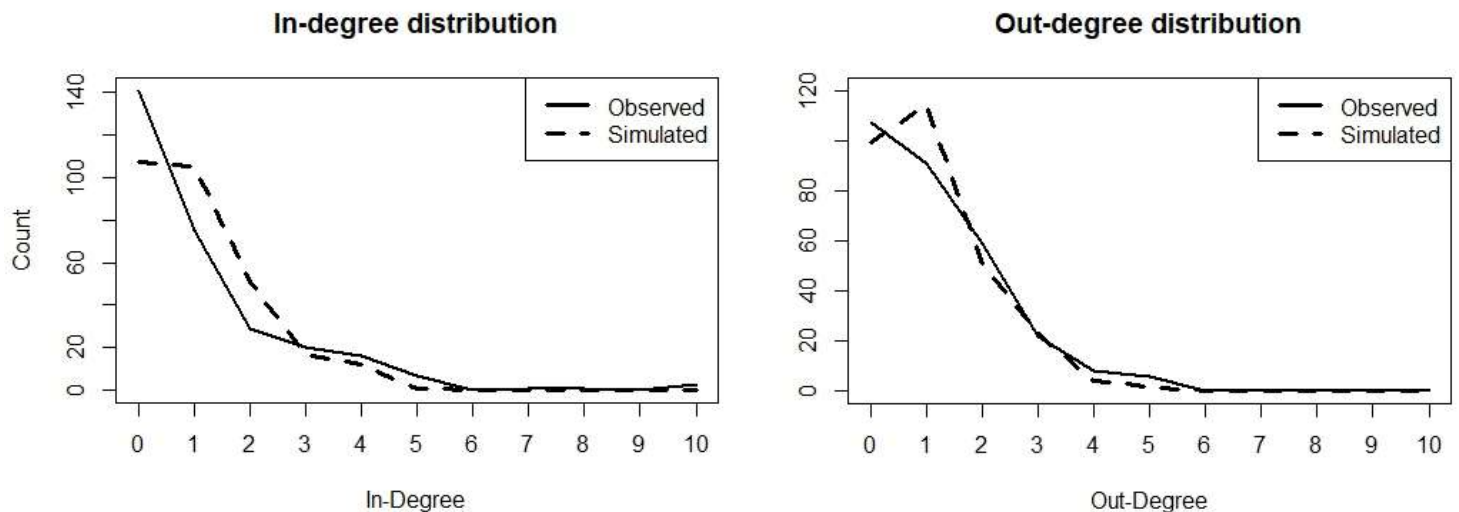 In-degree distribution
Observed
Simulated
Count
140
100
60
20
0
0 1 2 3 4 5 6 7 8 9 10
In-Degree
Out-degree distribution
Observed
Simulated
120
80
60
40
20
0
0 1 2 3 4 5 6 7 8 9 10
Out-Degree